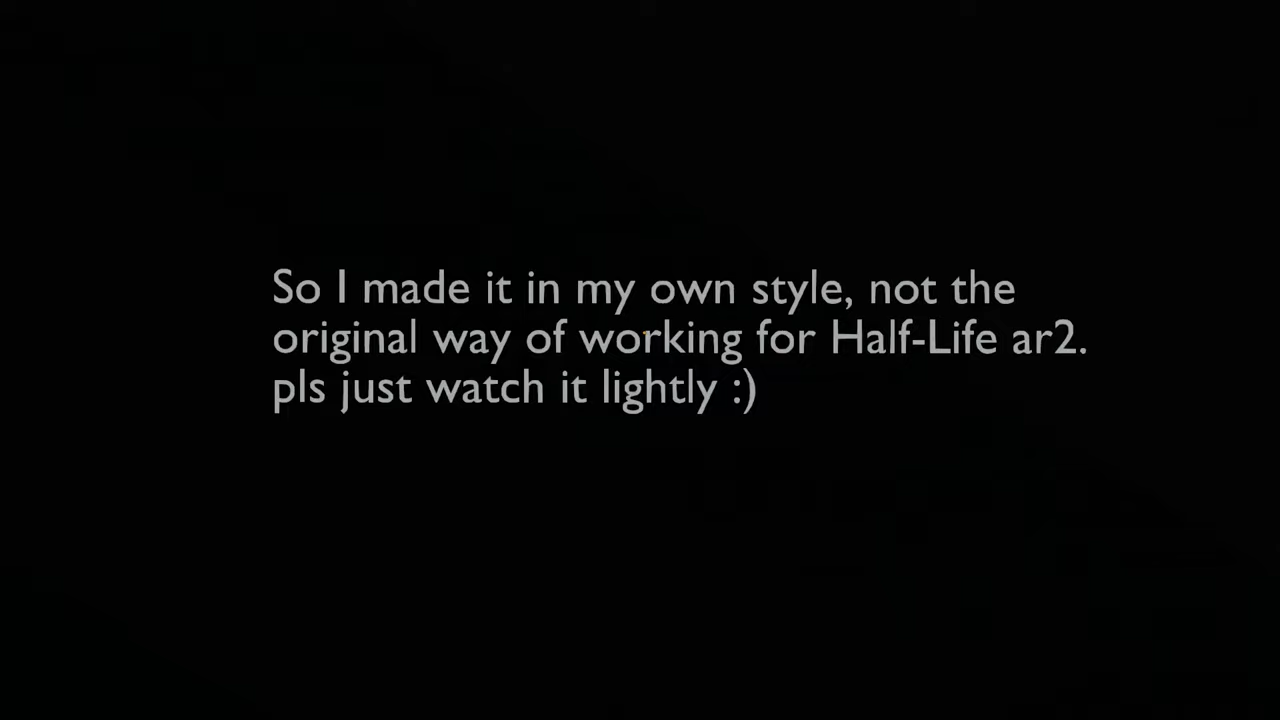 So I made it in my own style, not the
original way of working for Half-Life ar2.
pls just watch it lightly :)